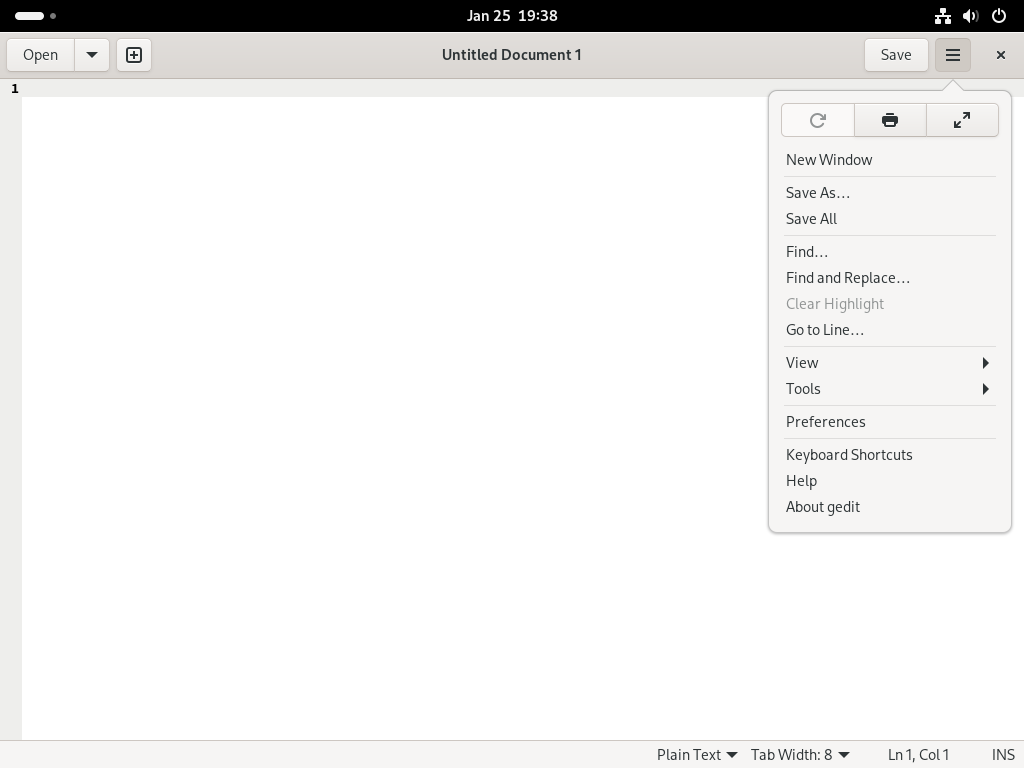 Jan 25 19:38
Open
Untitled Document 1
Save
1
New Window
Save As…
Save All
Find…
Find and Replace…
Clear Highlight
Go to Line…
View
Tools
Preferences
Keyboard Shortcuts
Help
About gedit
Plain Text Tab Width: 8 Ln 1, Col 1 INS